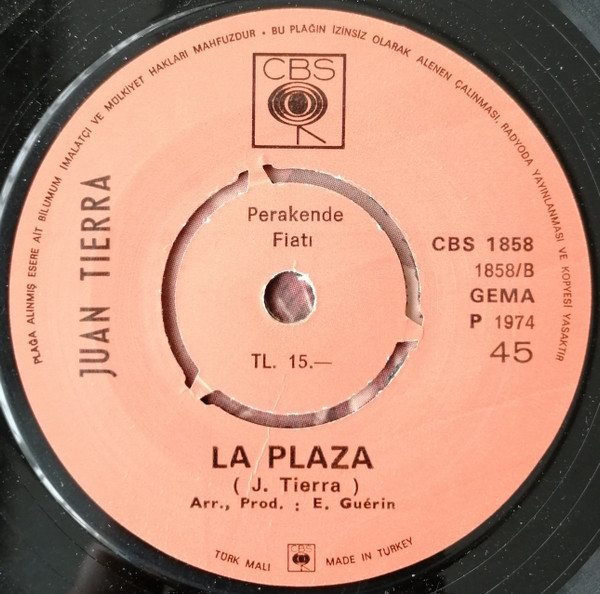 PLAĞA ALINMIŞ ESERE AİT BİLUMUM İMALATÇI VE MÜLKİYET HAKLARI MAHFUZDUR · BU PLAĞIN İZİNSİZ OLARAK ALENEN ÇALINMASI, RADYODA YAYINLANMASI VE KOPYESİ YASAKTIR
CBS
JUAN TIERRA
Perakende
Fiatı
TL. 15.—
CBS 1858
1858/B
GEMA
P 1974
45
LA PLAZA
( J. Tierra )
Arr., Prod. : E. Guérin
TÜRK MALI CBS MADE IN TURKEY